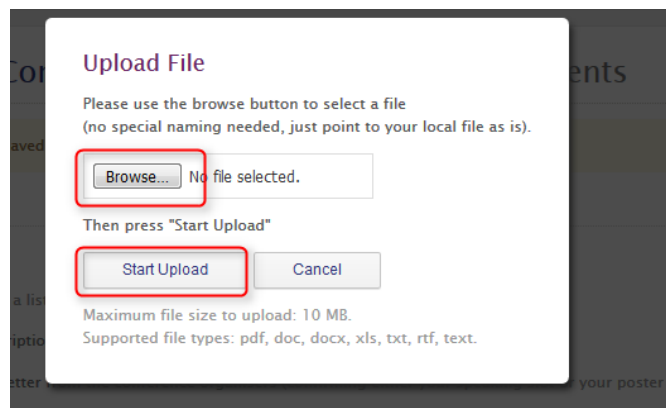 Upload File
Please use the browse button to select a file
(no special naming needed, just point to your local file as is).
Browse... No file selected.
Then press "Start Upload"
Start Upload Cancel
Maximum file size to upload: 10 MB.
Supported file types: pdf, doc, docx, xls, txt, rtf, text.
your poster